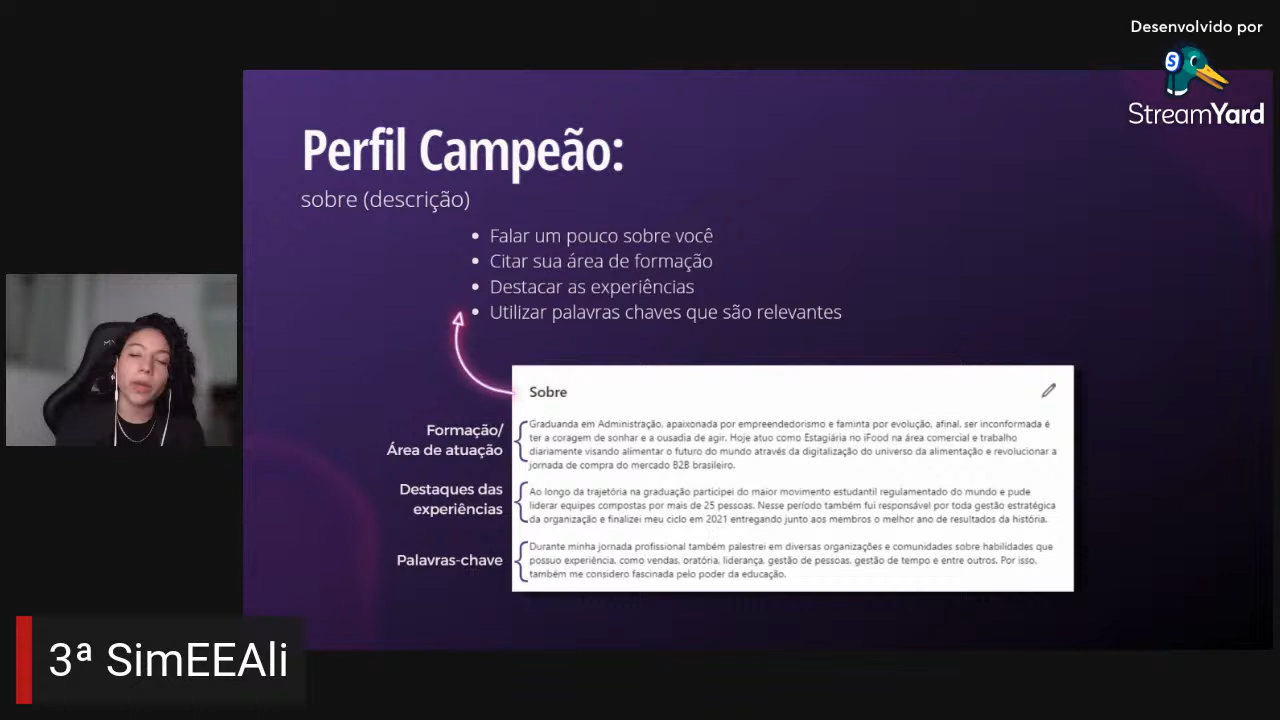 Desenvolvido por
StreamYard
Perfil Campeão:
sobre (descrição)
• Falar um pouco sobre você
• Citar sua área de formação
• Destacar as experiências
• Utilizar palavras chaves que são relevantes
Sobre
Formação/
Área de atuação
Graduanda em Administração, apaixonada por empreendedorismo e faminta por evolução, afinal, ser inconformada é
ter a coragem de sonhar e a ousadia de agir. Hoje atuo como Estagiária no iFood na área comercial e trabalho
diariamente visando alimentar o futuro do mundo através da digitalização do universo da alimentação e revolucionar a
jornada de compra do mercado B2B brasileiro.
Destaques das
experiências
Ao longo da trajetória na graduação participei do maior movimento estudantil regulamentado do mundo e pude
liderar equipes compostas por mais de 25 pessoas. Nesse período também fui responsável por toda gestão estratégica
da organização e finalizei meu ciclo em 2021 entregando junto aos membros o melhor ano de resultados da história.
Palavras-chave
Durante minha jornada profissional também palestrei em diversas organizações e comunidades sobre habilidades que
possuo experiência, como vendas, oratória, liderança, gestão de pessoas, gestão de tempo e entre outros. Por isso,
também me considero fascinada pelo poder da educação.
3ª SimEEAli